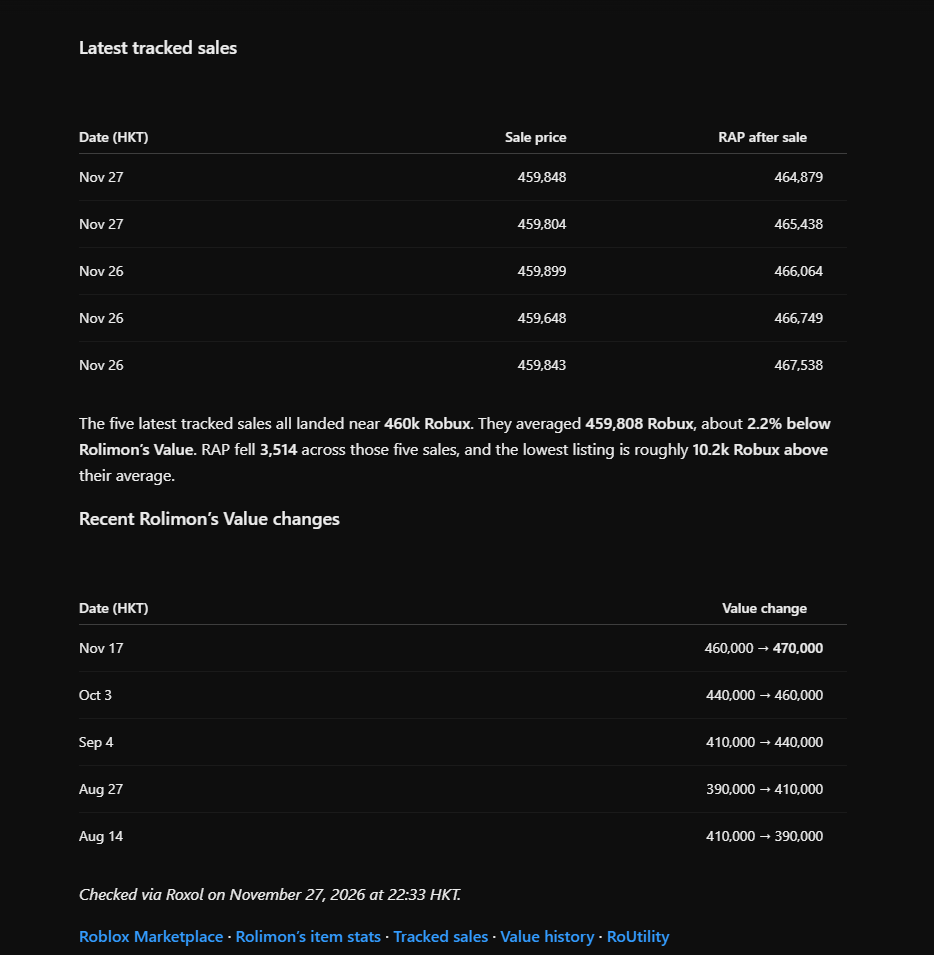 Latest tracked sales
Date (HKT) Sale price RAP after sale
Nov 27 459,848 464,879
Nov 27 459,804 465,438
Nov 26 459,899 466,064
Nov 26 459,648 466,749
Nov 26 459,843 467,538
The five latest tracked sales all landed near 460k Robux. They averaged 459,808 Robux, about 2.2% below
Rolimon’s Value. RAP fell 3,514 across those five sales, and the lowest listing is roughly 10.2k Robux above
their average.
Recent Rolimon’s Value changes
Date (HKT) Value change
Nov 17 460,000 → 470,000
Oct 3 440,000 → 460,000
Sep 4 410,000 → 440,000
Aug 27 390,000 → 410,000
Aug 14 410,000 → 390,000
Checked via Roxol on November 27, 2026 at 22:33 HKT.
Roblox Marketplace · Rolimon’s item stats · Tracked sales · Value history · RoUtility